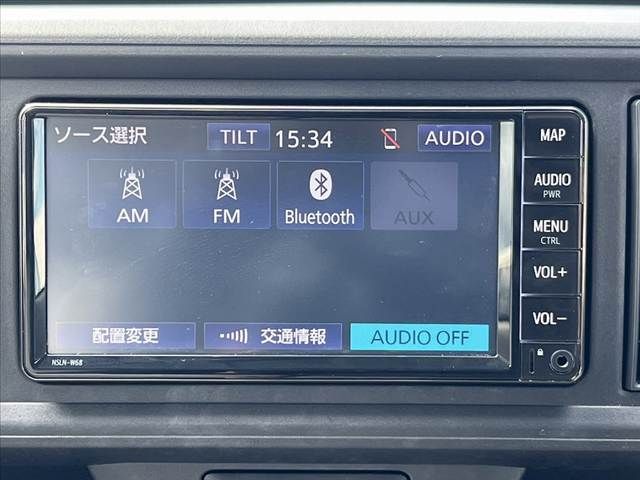 ソース選択 TILT 15:34 AUDIO
AM FM Bluetooth AUX
配置変更 交通情報 AUDIO OFF
NSLN-W68
MAP
AUDIO
PWR
MENU
CTRL
VOL+
VOL-